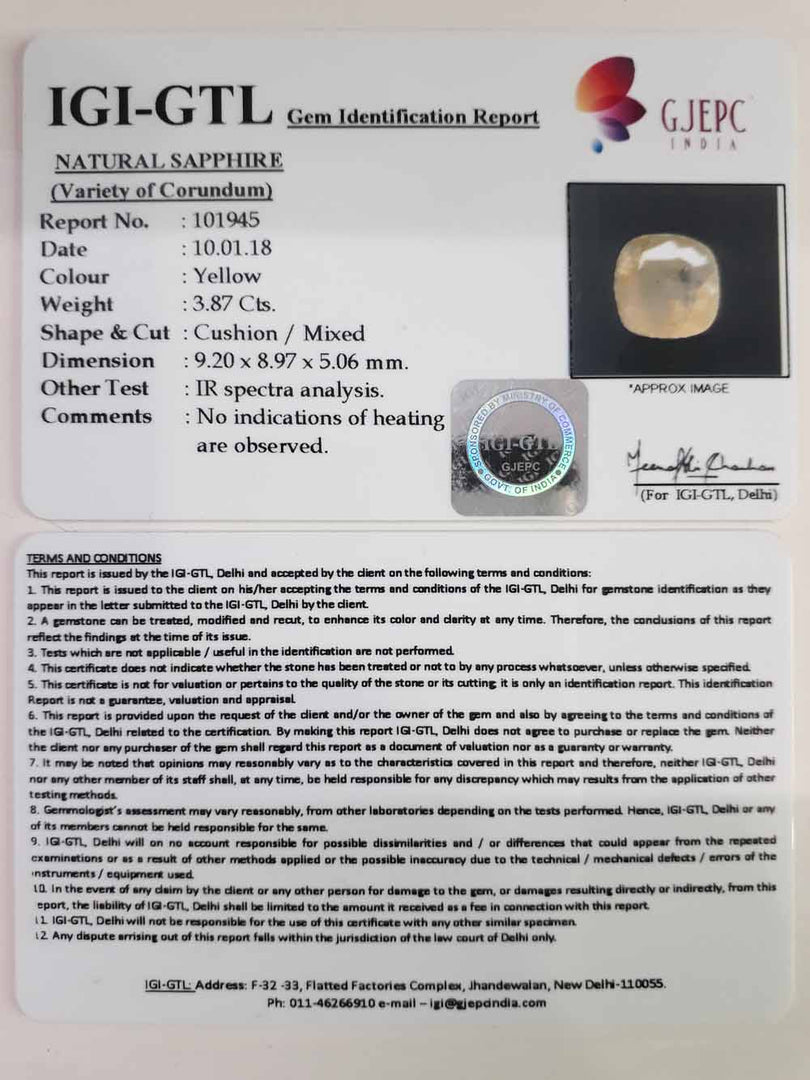 IGI-GTL Gem Identification Report
GJEPC
INDIA
NATURAL SAPPHIRE
(Variety of Corundum)
Report No. : 101945
Date : 10.01.18
Colour : Yellow
Weight : 3.87 Cts.
Shape & Cut : Cushion / Mixed
Dimension : 9.20 x 8.97 x 5.06 mm.
Other Test : IR spectra analysis.
Comments : No indications of heating
are observed.
*APPROX IMAGE
SPONSORED BY MINISTRY OF COMMERCE
IGI-GTL
GJEPC
GOVT. OF INDIA
(For IGI-GTL, Delhi)
TERMS AND CONDITIONS
This report is issued by the IGI-GTL, Delhi and accepted by the client on the following terms and conditions:
1. This report is issued to the client on his/her accepting the terms and conditions of the IGI-GTL, Delhi for gemstone identification as they
appear in the letter submitted to the IGI-GTL, Delhi by the client.
2. A gemstone can be treated, modified and recut, to enhance its color and clarity at any time. Therefore, the conclusions of this report
reflect the findings at the time of its issue.
3. Tests which are not applicable / useful in the identification are not performed.
4. This certificate does not indicate whether the stone has been treated or not to by any process whatsoever, unless otherwise specified.
5. This certificate is not for valuation or pertains to the quality of the stone or its cutting; it is only an identification report. This identification
Report is not a guarantee, valuation and appraisal.
6. This report is provided upon the request of the client and/or the owner of the gem and also by agreeing to the terms and conditions of
the IGI-GTL, Delhi related to the certification. By making this report IGI-GTL, Delhi does not agree to purchase or replace the gem. Neither
the client nor any purchaser of the gem shall regard this report as a document of valuation nor as a guaranty or warranty.
7. It may be noted that opinions may reasonably vary as to the characteristics covered in this report and therefore, neither IGI-GTL, Delhi
nor any other member of its staff shall, at any time, be held responsible for any discrepancy which may results from the application of other
testing methods.
8. Gemmologist's assessment may vary reasonably, from other laboratories depending on the tests performed. Hence, IGI-GTL, Delhi or any
of its members cannot be held responsible for the same.
9. IGI-GTL, Delhi will on no account responsible for possible dissimilarities and / or differences that could appear from the repeated
examinations or as a result of other methods applied or the possible inaccuracy due to the technical / mechanical defects / errors of the
instruments / equipment used.
10. In the event of any claim by the client or any other person for damage to the gem, or damages resulting directly or indirectly, from this
eport, the liability of IGI-GTL, Delhi shall be limited to the amount it received as a fee in connection with this report.
11. IGI-GTL, Delhi will not be responsible for the use of this certificate with any other similar specimen.
12. Any dispute arrising out of this report falls within the jurisdiction of the law court of Delhi only.
IGI-GTL: Address: F-32 -33, Flatted Factories Complex, Jhandewalan, New Delhi-110055.
Ph: 011-46266910 e-mail – igi@gjepcindia.com